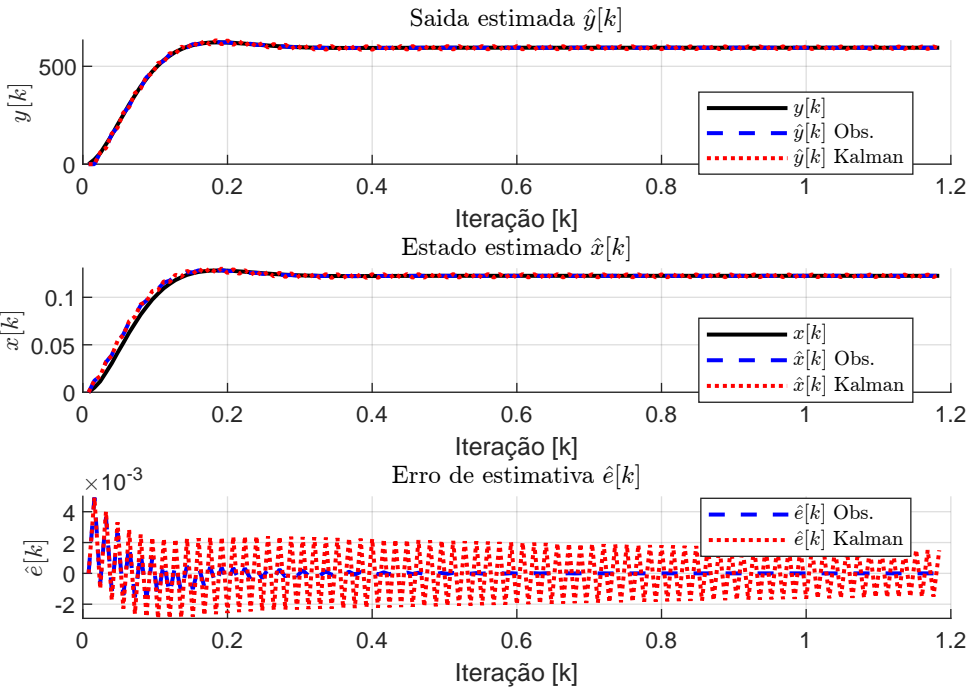 Saida estimada ŷ[k]
y[k]
500
0
0 0.2 0.4 0.6 0.8 1 1.2
y[k]
ŷ[k] Obs.
ŷ[k] Kalman
Iteração [k]
Estado estimado x̂[k]
x[k]
0.1
0.05
0
0 0.2 0.4 0.6 0.8 1 1.2
x[k]
x̂[k] Obs.
x̂[k] Kalman
Iteração [k]
×10⁻³
Erro de estimativa ê[k]
ê[k]
4
2
0
-2
0 0.2 0.4 0.6 0.8 1 1.2
ê[k] Obs.
ê[k] Kalman
Iteração [k]